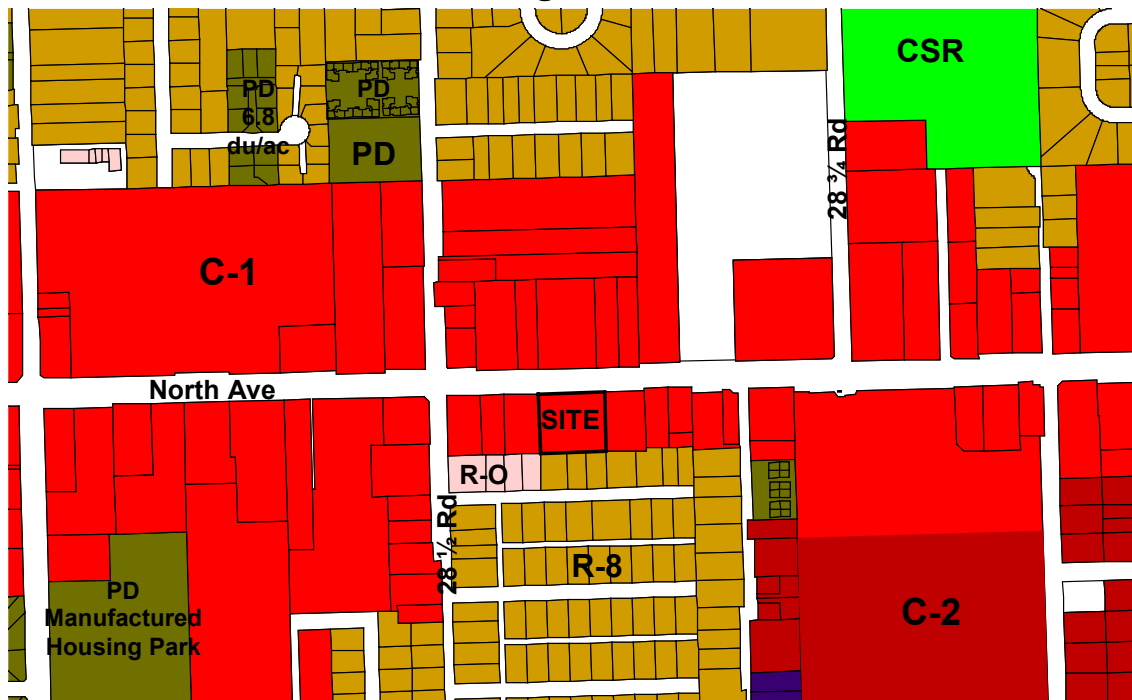 CSR
PD
6.8
du/ac
PD
PD
28 ¾ Rd
C-1
North Ave
SITE
R-O
28 ½ Rd
R-8
PD
Manufactured
Housing Park
C-2